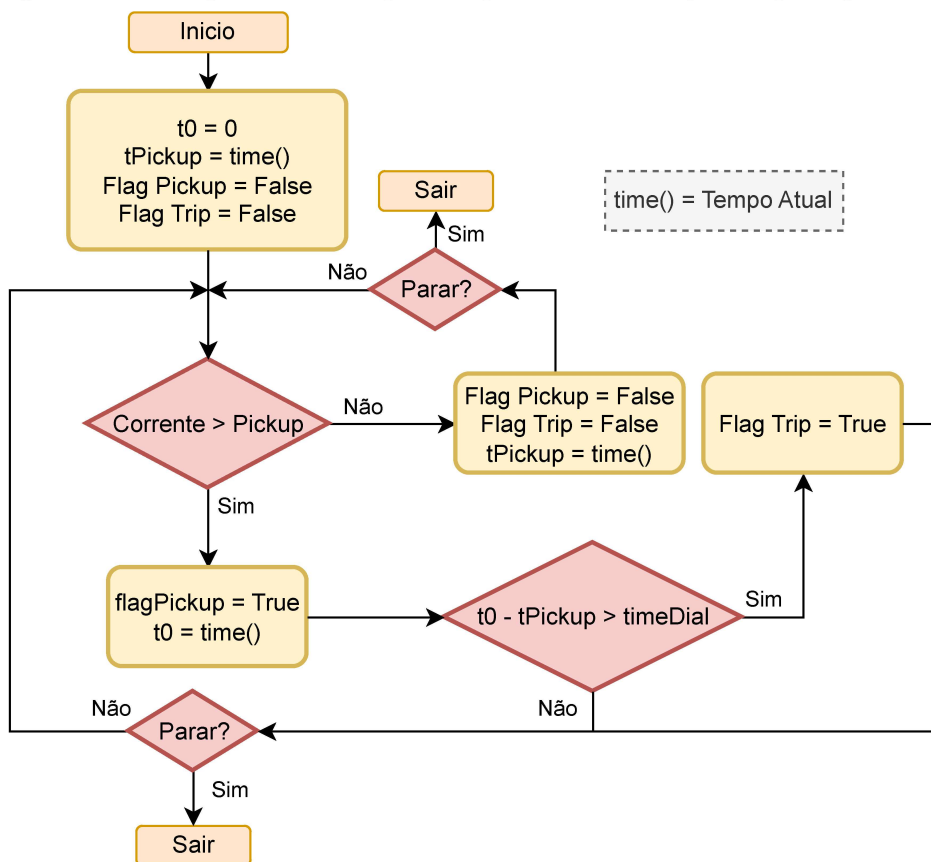 Inicio
t0 = 0
tPickup = time()
Flag Pickup = False
Flag Trip = False
Sair
time() = Tempo Atual
Sim
Não
Parar?
Corrente > Pickup
Não
Flag Pickup = False
Flag Trip = False
tPickup = time()
Flag Trip = True
Sim
flagPickup = True
t0 = time()
t0 - tPickup > timeDial
Sim
Não
Não
Parar?
Sim
Sair